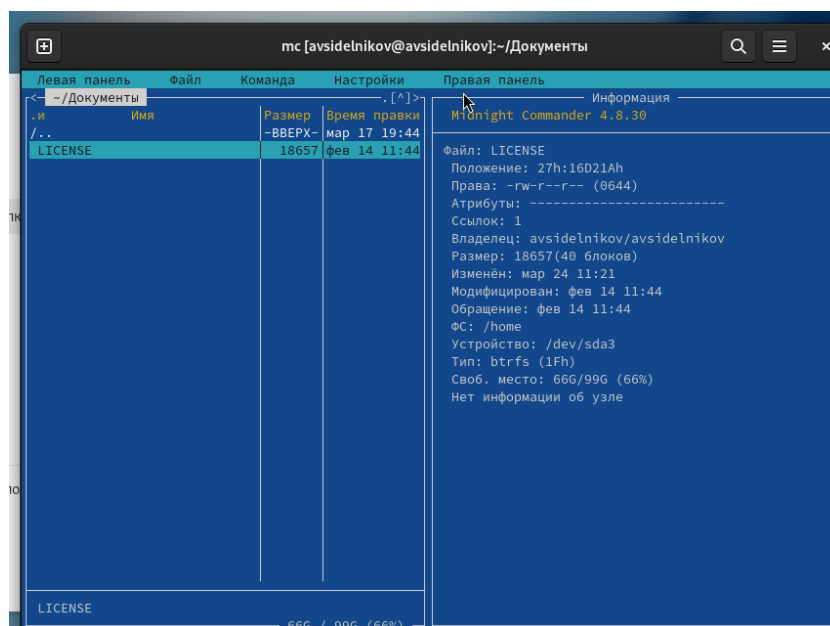 mc [avsidelnikov@avsidelnikov]:~/Документы
Левая панель Файл Команда Настройки Правая панель
<— ~/Документы .[^]>
.и Имя Размер Время правки
/.. -ВВЕРХ- мар 17 19:44
LICENSE 18657 фев 14 11:44
LICENSE
66G / 99G (66%)
Информация
Midnight Commander 4.8.30
Файл: LICENSE
Положение: 27h:16D21Ah
Права: -rw-r--r-- (0644)
Атрибуты: -------------------------
Ссылок: 1
Владелец: avsidelnikov/avsidelnikov
Размер: 18657(40 блоков)
Изменён: мар 24 11:21
Модифицирован: фев 14 11:44
Обращение: фев 14 11:44
ФС: /home
Устройство: /dev/sda3
Тип: btrfs (1Fh)
Своб. место: 66G/99G (66%)
Нет информации об узле